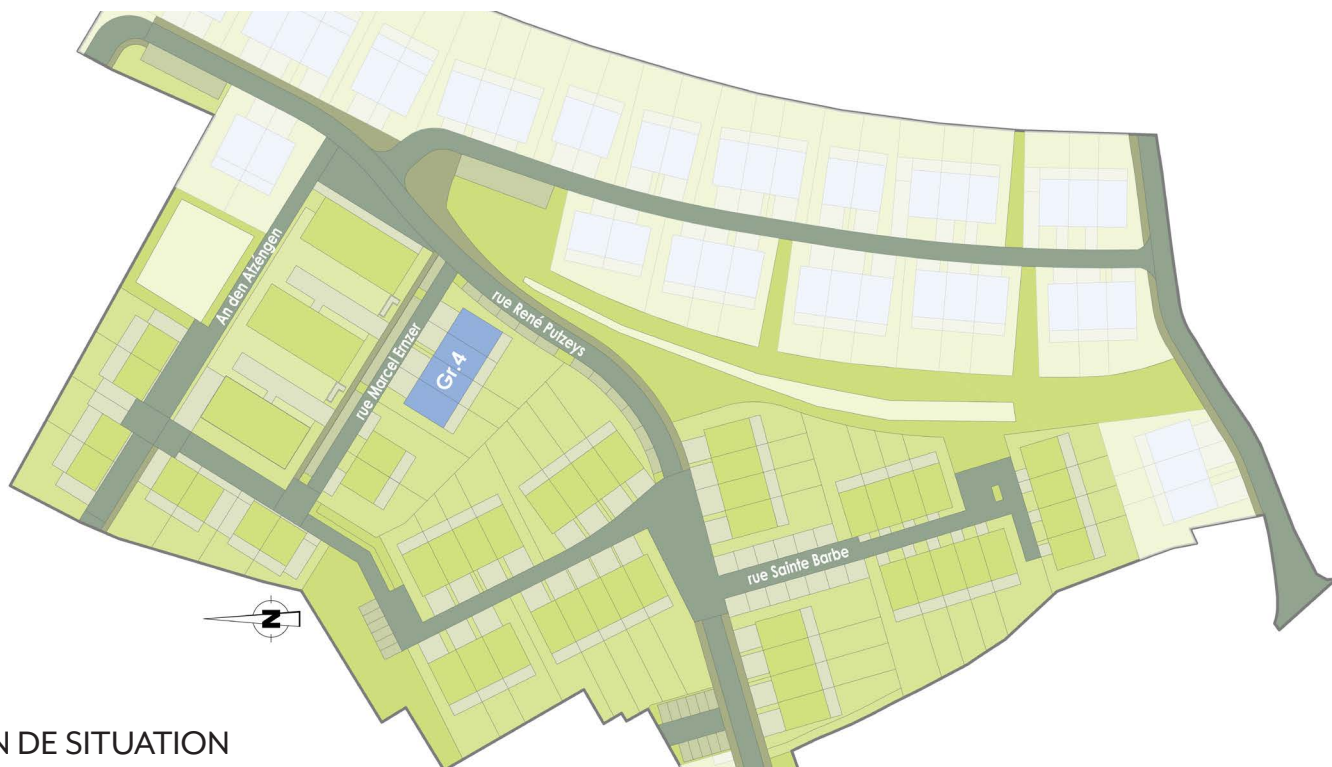 An den Atzéngen
rue Marcel Ernzer
Gr.4
rue René Putzeys
rue Sainte Barbe
N
N DE SITUATION